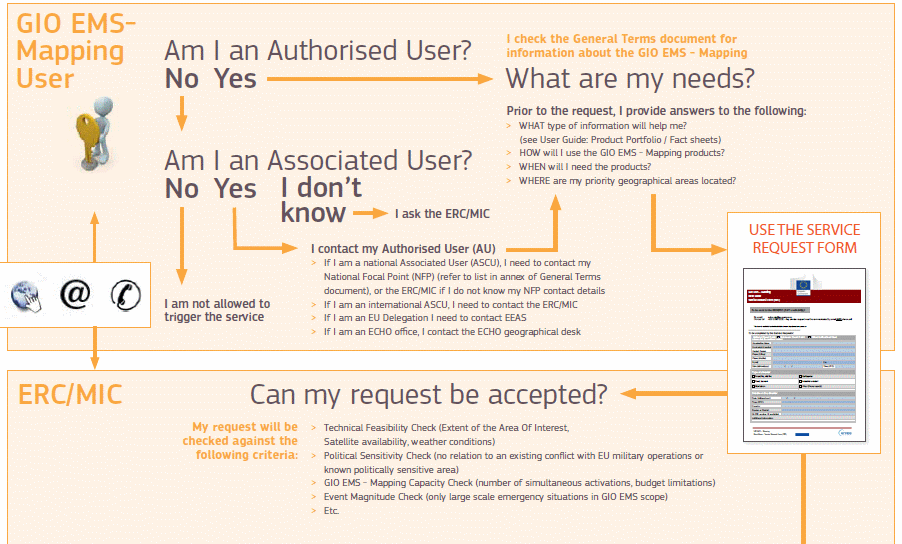 GIO EMS-
Mapping
User
Am I an Authorised User?
No Yes
I check the General Terms document for
information about the GIO EMS - Mapping
What are my needs?
Prior to the request, I provide answers to the following:
> WHAT type of information will help me?
(see User Guide: Product Portfolio / Fact sheets)
> HOW will I use the GIO EMS - Mapping products?
> WHEN will I need the products?
> WHERE are my priority geographical areas located?
Am I an Associated User?
No Yes I don't
know
I ask the ERC/MIC
I contact my Authorised User (AU)
> If I am a national Associated User (ASCU), I need to contact my
National Focal Point (NFP) (refer to list in annex of General Terms
document), or the ERC/MIC if I do not know my NFP contact details
> If I am an international ASCU, I need to contact the ERC/MIC
> If I am an EU Delegation I need to contact EEAS
> If I am an ECHO office, I contact the ECHO geographical desk
@
I am not allowed to
trigger the service
USE THE SERVICE
REQUEST FORM
ERC/MIC
Can my request be accepted?
My request will be
checked against the
following criteria:
> Technical Feasibility Check (Extent of the Area Of Interest,
Satellite availability, weather conditions)
> Political Sensitivity Check (no relation to an existing conflict with EU military operations or
known politically sensitive area)
> GIO EMS - Mapping Capacity Check (number of simultaneous activations, budget limitations)
> Event Magnitude Check (only large scale emergency situations in GIO EMS scope)
> Etc.